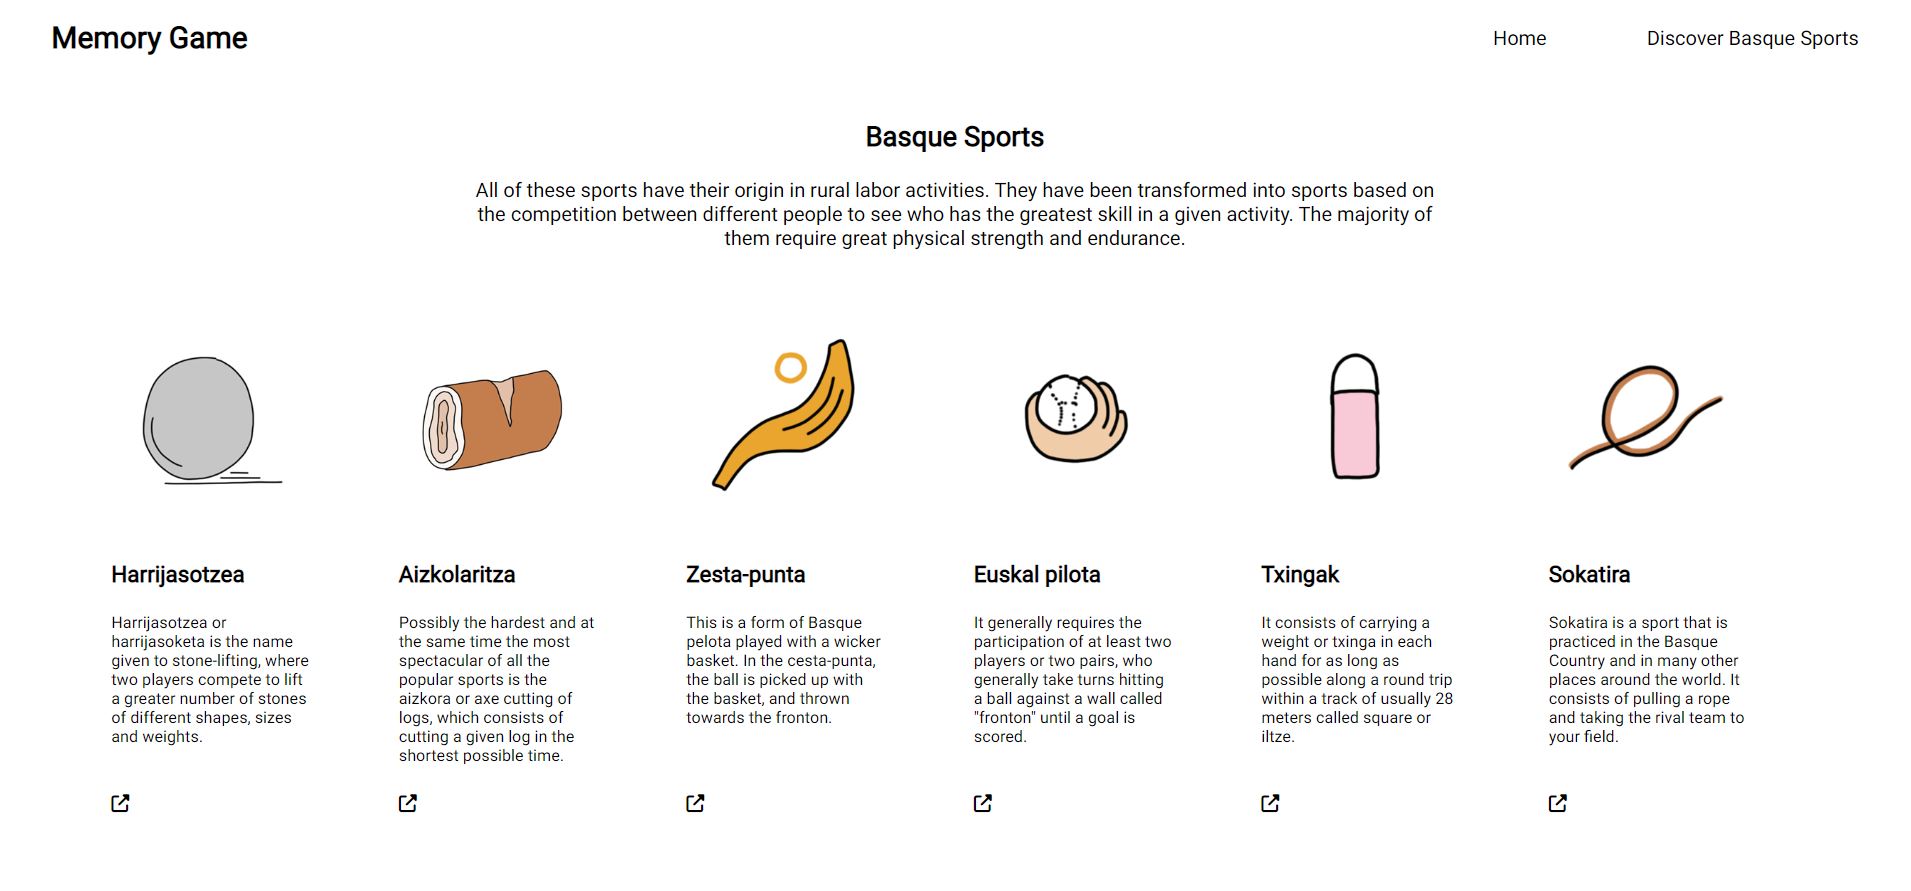 Memory Game
Home
Discover Basque Sports
Basque Sports
All of these sports have their origin in rural labor activities. They have been transformed into sports based on
the competition between different people to see who has the greatest skill in a given activity. The majority of
them require great physical strength and endurance.
Harrijasotzea
Harrijasotzea or
harrijasoketa is the name
given to stone-lifting, where
two players compete to lift
a greater number of stones
of different shapes, sizes
and weights.
Aizkolaritza
Possibly the hardest and at
the same time the most
spectacular of all the
popular sports is the
aizkora or axe cutting of
logs, which consists of
cutting a given log in the
shortest possible time.
Zesta-punta
This is a form of Basque
pelota played with a wicker
basket. In the cesta-punta,
the ball is picked up with
the basket, and thrown
towards the fronton.
Euskal pilota
It generally requires the
participation of at least two
players or two pairs, who
generally take turns hitting
a ball against a wall called
"fronton" until a goal is
scored.
Txingak
It consists of carrying a
weight or txinga in each
hand for as long as
possible along a round trip
within a track of usually 28
meters called square or
iltze.
Sokatira
Sokatira is a sport that is
practiced in the Basque
Country and in many other
places around the world. It
consists of pulling a rope
and taking the rival team to
your field.